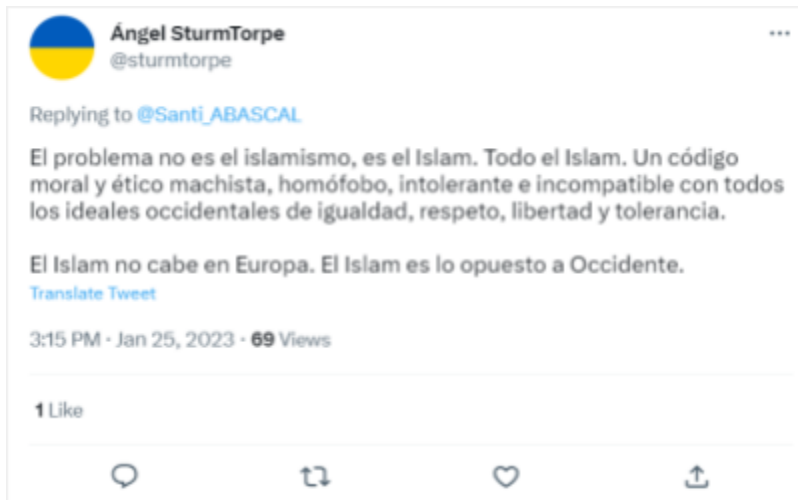 Ángel SturmTorpe
@sturmtorpe
Replying to @Santi_ABASCAL
El problema no es el islamismo, es el Islam. Todo el Islam. Un código
moral y ético machista, homófobo, intolerante e incompatible con todos
los ideales occidentales de igualdad, respeto, libertad y tolerancia.
El Islam no cabe en Europa. El Islam es lo opuesto a Occidente.
Translate Tweet
3:15 PM · Jan 25, 2023 · 69 Views
1 Like